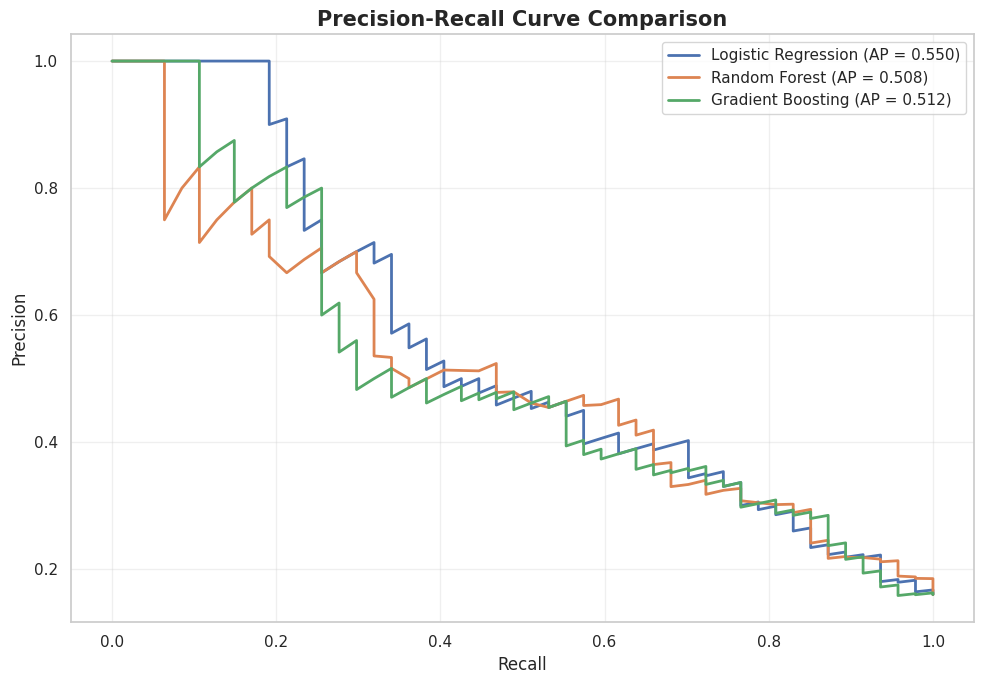 Precision-Recall Curve Comparison
Logistic Regression (AP = 0.550)
Random Forest (AP = 0.508)
Gradient Boosting (AP = 0.512)
Precision
1.0
0.8
0.6
0.4
0.2
0.0 0.2 0.4 0.6 0.8 1.0
Recall